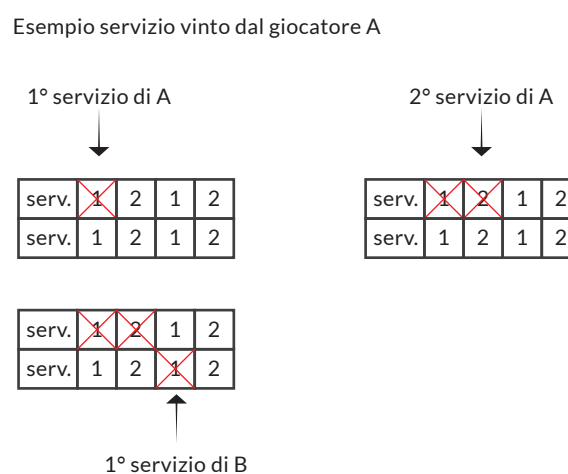 Esempio servizio vinto dal giocatore A
1° servizio di A
2° servizio di A
serv. 1 2 1 2
serv. 1 2 1 2
serv. 1 2 1 2
serv. 1 2 1 2
serv. 1 2 1 2
serv. 1 2 1 2
1° servizio di B